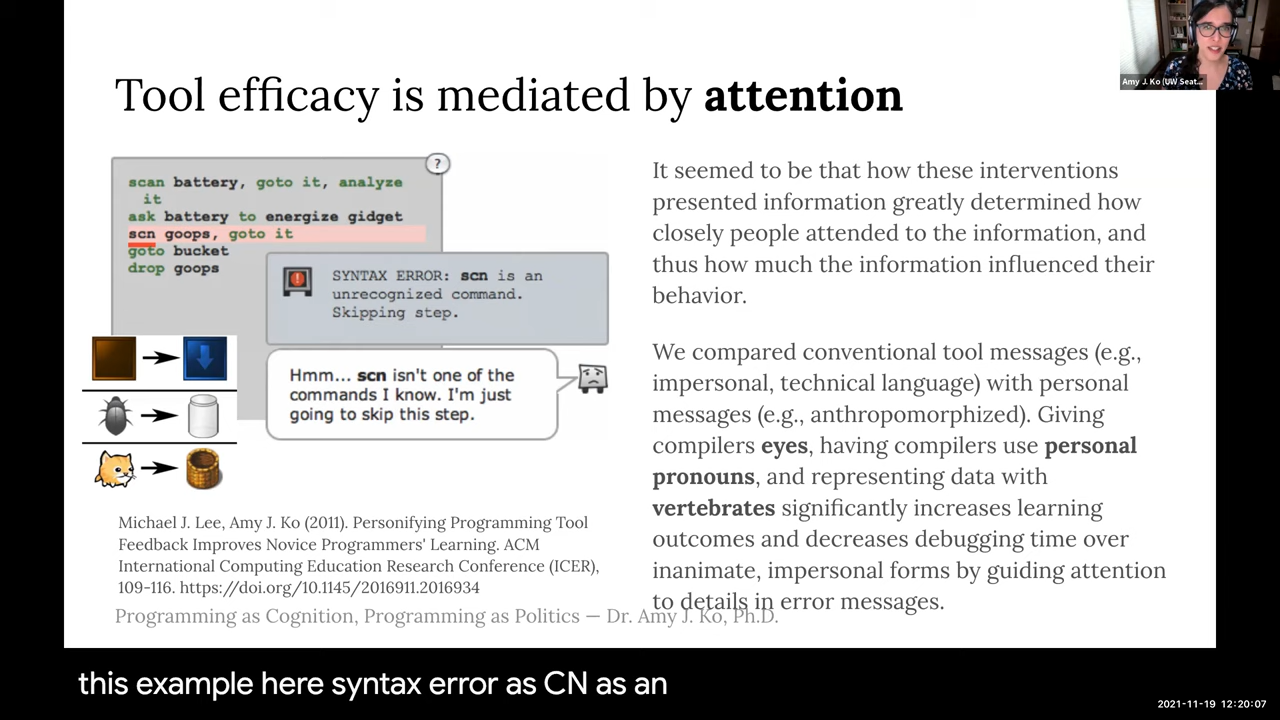 Amy J. Ko (UW Seat...
Tool efficacy is mediated by attention
?
scan battery, goto it, analyze
it
ask battery to energize gidget
scn goops, goto it
goto bucket
drop goops
SYNTAX ERROR: scn is an
unrecognized command.
Skipping step.
Hmm... scn isn't one of the
commands I know. I'm just
going to skip this step.
Michael J. Lee, Amy J. Ko (2011). Personifying Programming Tool
Feedback Improves Novice Programmers' Learning. ACM
International Computing Education Research Conference (ICER),
109-116. https://doi.org/10.1145/2016911.2016934
It seemed to be that how these interventions
presented information greatly determined how
closely people attended to the information, and
thus how much the information influenced their
behavior.
We compared conventional tool messages (e.g.,
impersonal, technical language) with personal
messages (e.g., anthropomorphized). Giving
compilers eyes, having compilers use personal
pronouns, and representing data with
vertebrates significantly increases learning
outcomes and decreases debugging time over
inanimate, impersonal forms by guiding attention
to details in error messages.
Programming as Cognition, Programming as Politics — Dr. Amy J. Ko, Ph.D.
this example here syntax error as CN as an
2021-11-19 12:20:07